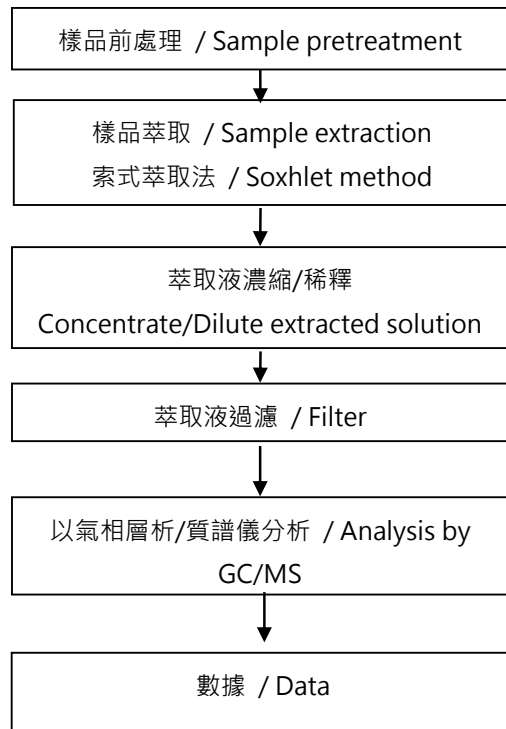 樣品前處理 / Sample pretreatment
樣品萃取 / Sample extraction
索式萃取法 / Soxhlet method
萃取液濃縮/稀釋
Concentrate/Dilute extracted solution
萃取液過濾 / Filter
以氣相層析/質譜儀分析 / Analysis by
GC/MS
數據 / Data